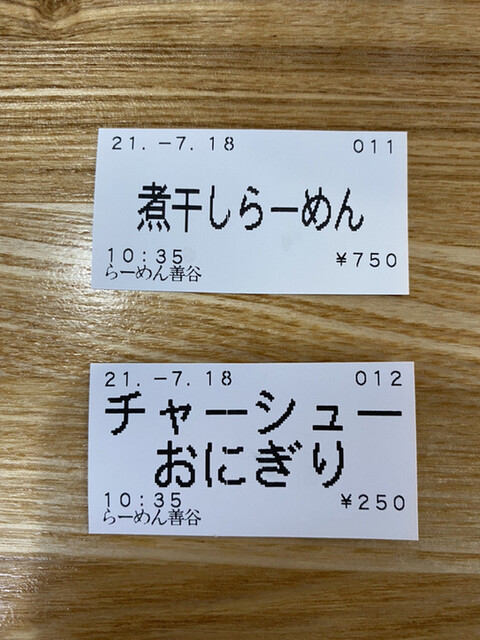 21.-7.18 011
煮干しらーめん
10:35 ¥750
らーめん善谷
21.-7.18 012
チャーシュー
おにぎり
10:35 ¥250
らーめん善谷